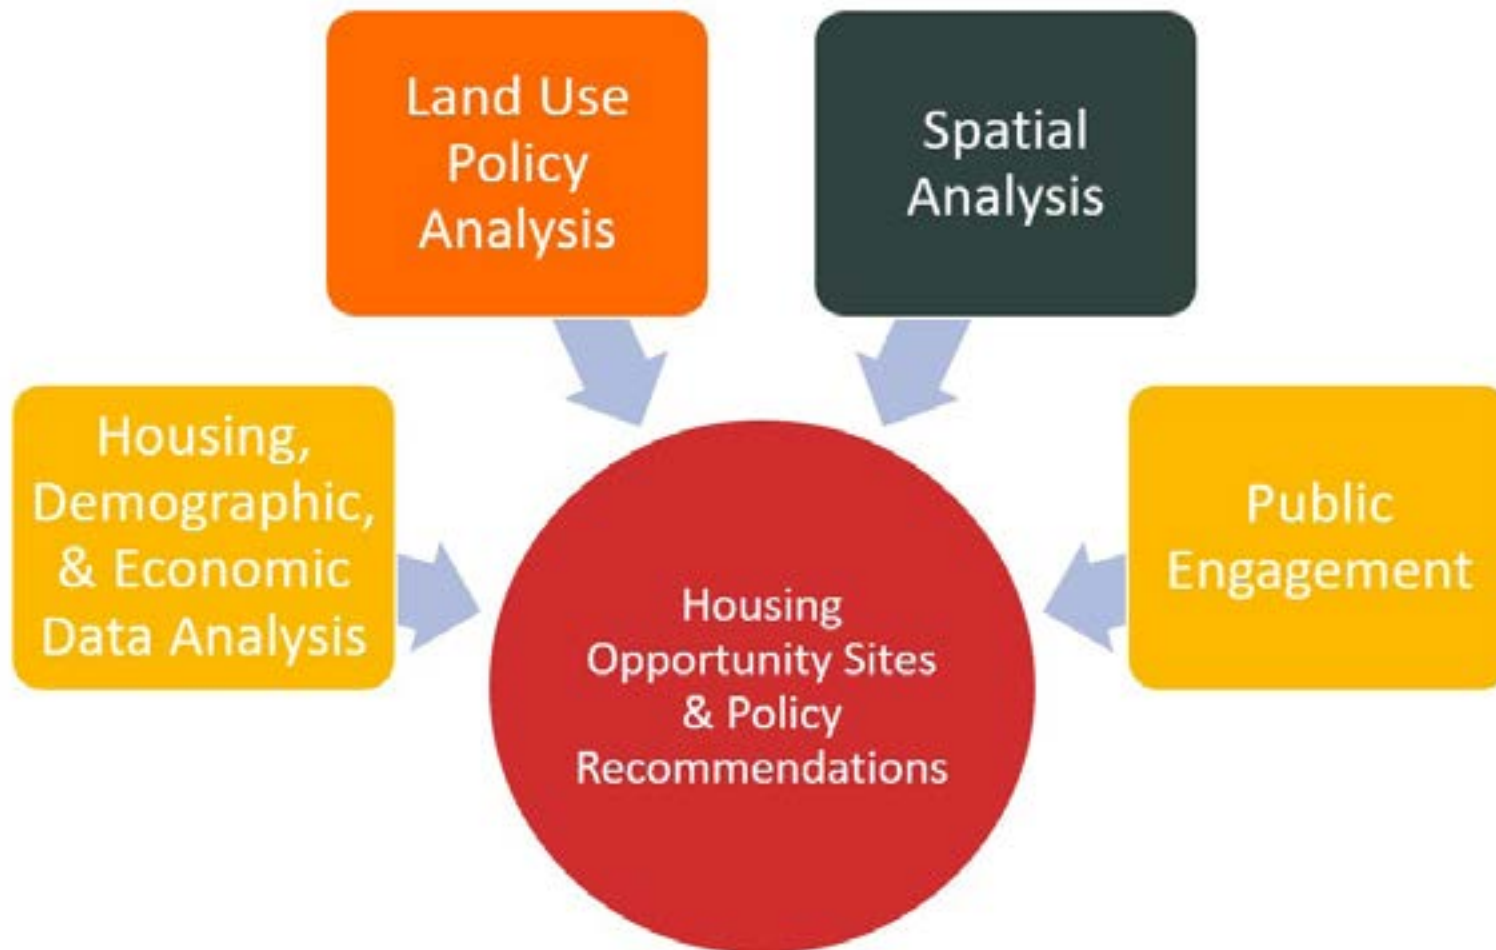 Land Use
Policy
Analysis
Spatial
Analysis
Housing,
Demographic,
& Economic
Data Analysis
Public
Engagement
Housing
Opportunity Sites
& Policy
Recommendations